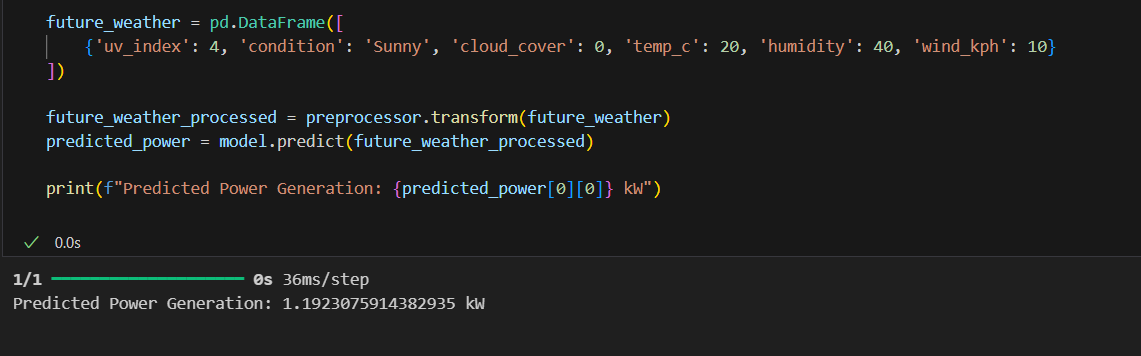 future_weather = pd.DataFrame([
    {'uv_index': 4, 'condition': 'Sunny', 'cloud_cover': 0, 'temp_c': 20, 'humidity': 40, 'wind_kph': 10}
])
future_weather_processed = preprocessor.transform(future_weather)
predicted_power = model.predict(future_weather_processed)
print(f"Predicted Power Generation: {predicted_power[0][0]} kW")
0.0s
1/1 0s 36ms/step
Predicted Power Generation: 1.1923075914382935 kW